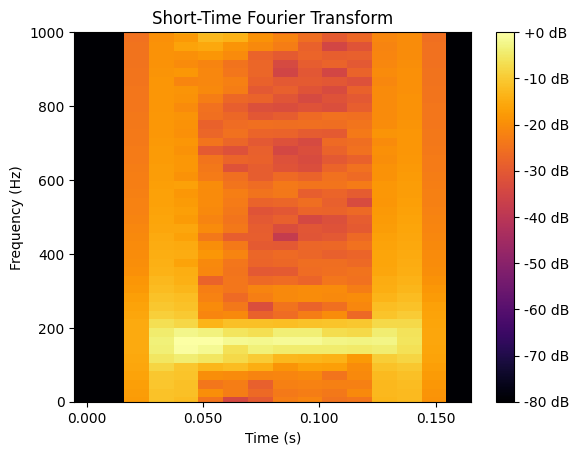 Short-Time Fourier Transform
1000
800
600
400
200
0
Frequency (Hz)
0.000
0.050
0.100
0.150
Time (s)
+0 dB
-10 dB
-20 dB
-30 dB
-40 dB
-50 dB
-60 dB
-70 dB
-80 dB